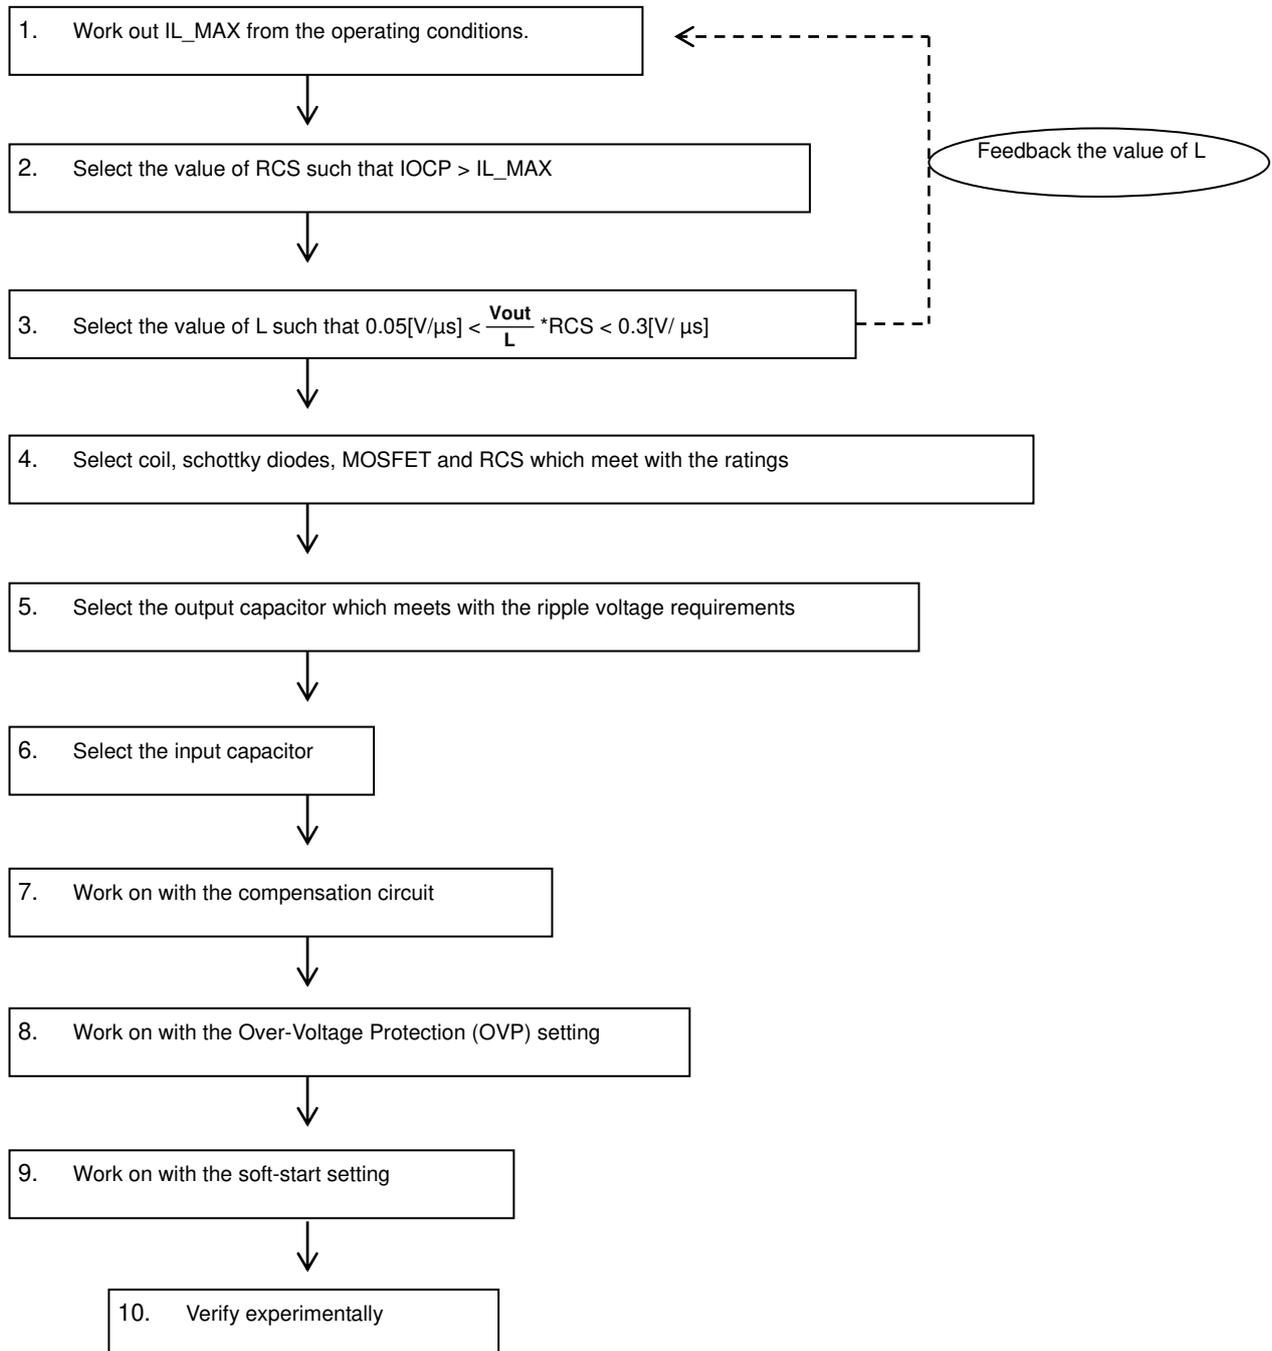 1. Work out IL_MAX from the operating conditions.
Feedback the value of L
2. Select the value of RCS such that IOCP > IL_MAX
3. Select the value of L such that 0.05[V/µs] < Vout/L *RCS < 0.3[V/ µs]
4. Select coil, schottky diodes, MOSFET and RCS which meet with the ratings
5. Select the output capacitor which meets with the ripple voltage requirements
6. Select the input capacitor
7. Work on with the compensation circuit
8. Work on with the Over-Voltage Protection (OVP) setting
9. Work on with the soft-start setting
10. Verify experimentally